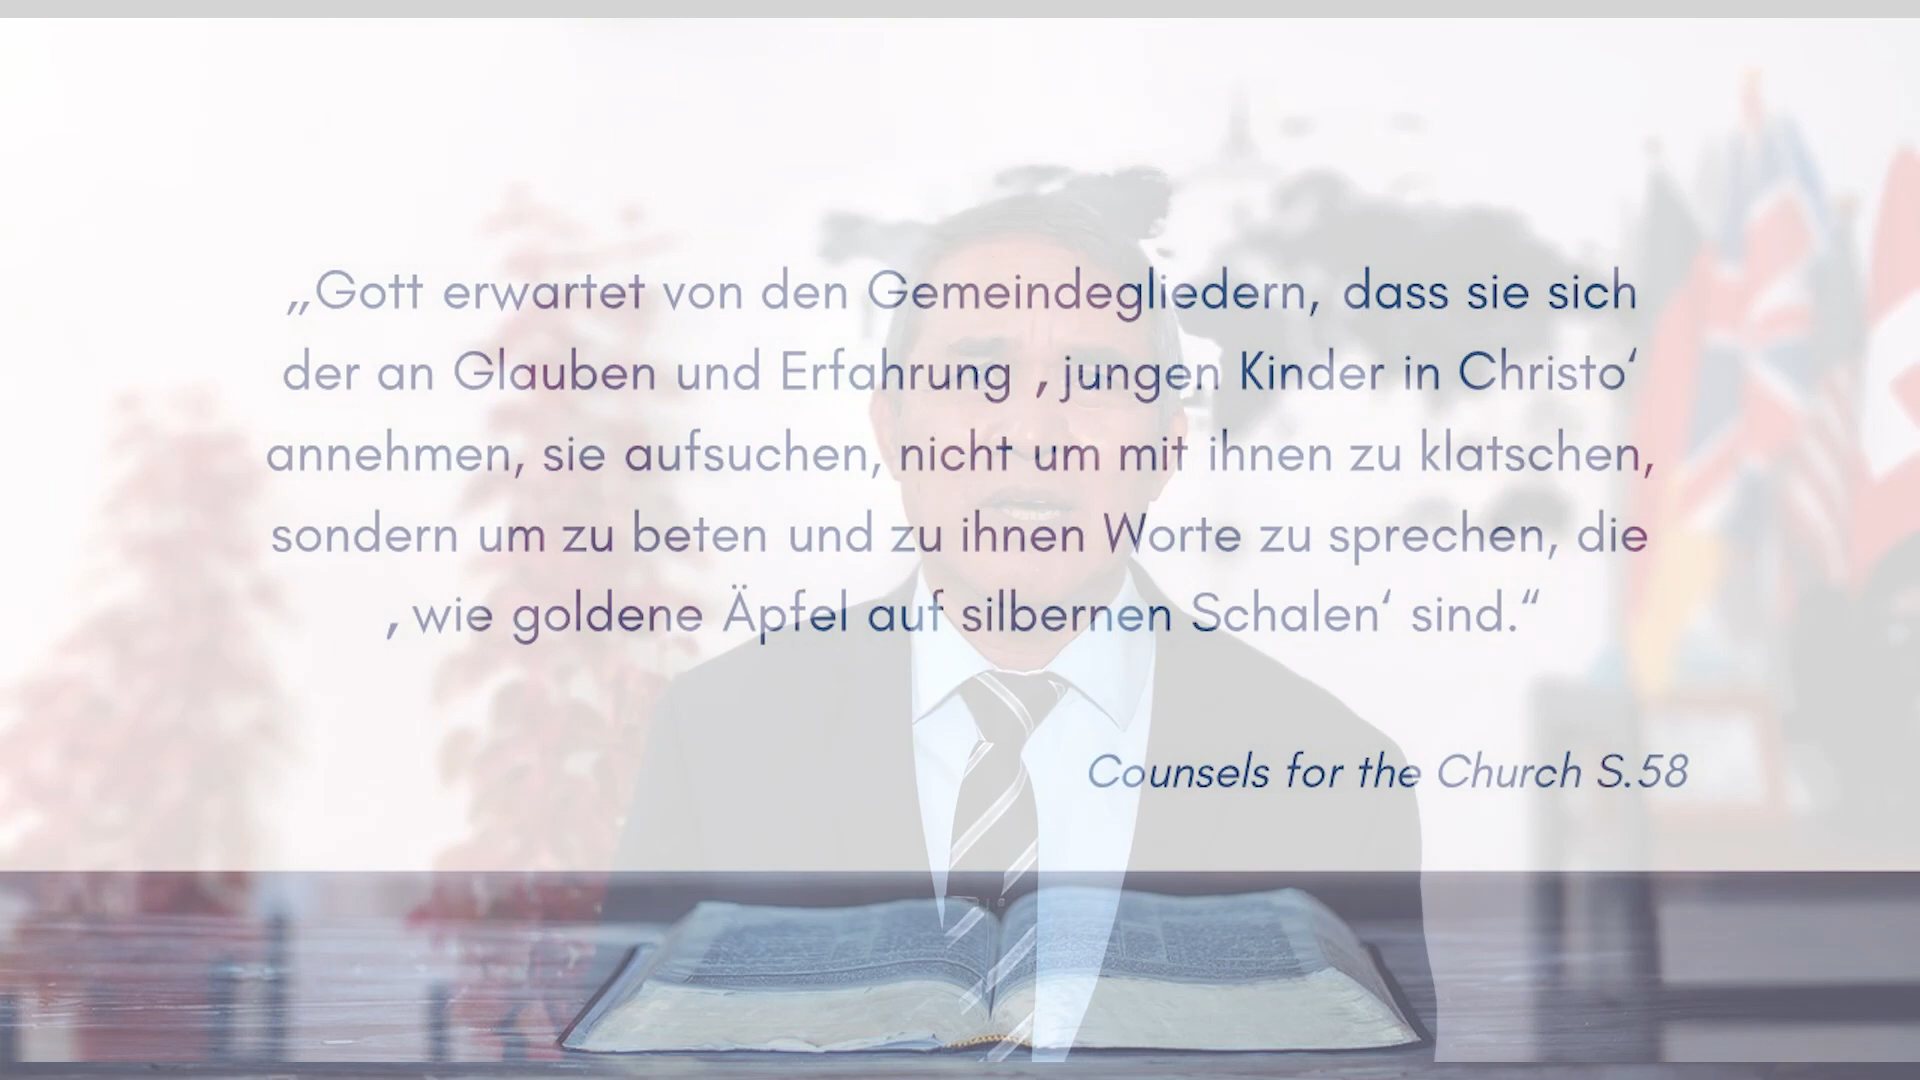 „Gott erwartet von den Gemeindegliedern, dass sie sich
der an Glauben und Erfahrung ‚jungen Kinder in Christo‘
annehmen, sie aufsuchen, nicht um mit ihnen zu klatschen,
sondern um zu beten und zu ihnen Worte zu sprechen, die
‚wie goldene Äpfel auf silbernen Schalen‘ sind.“
Counsels for the Church S.58